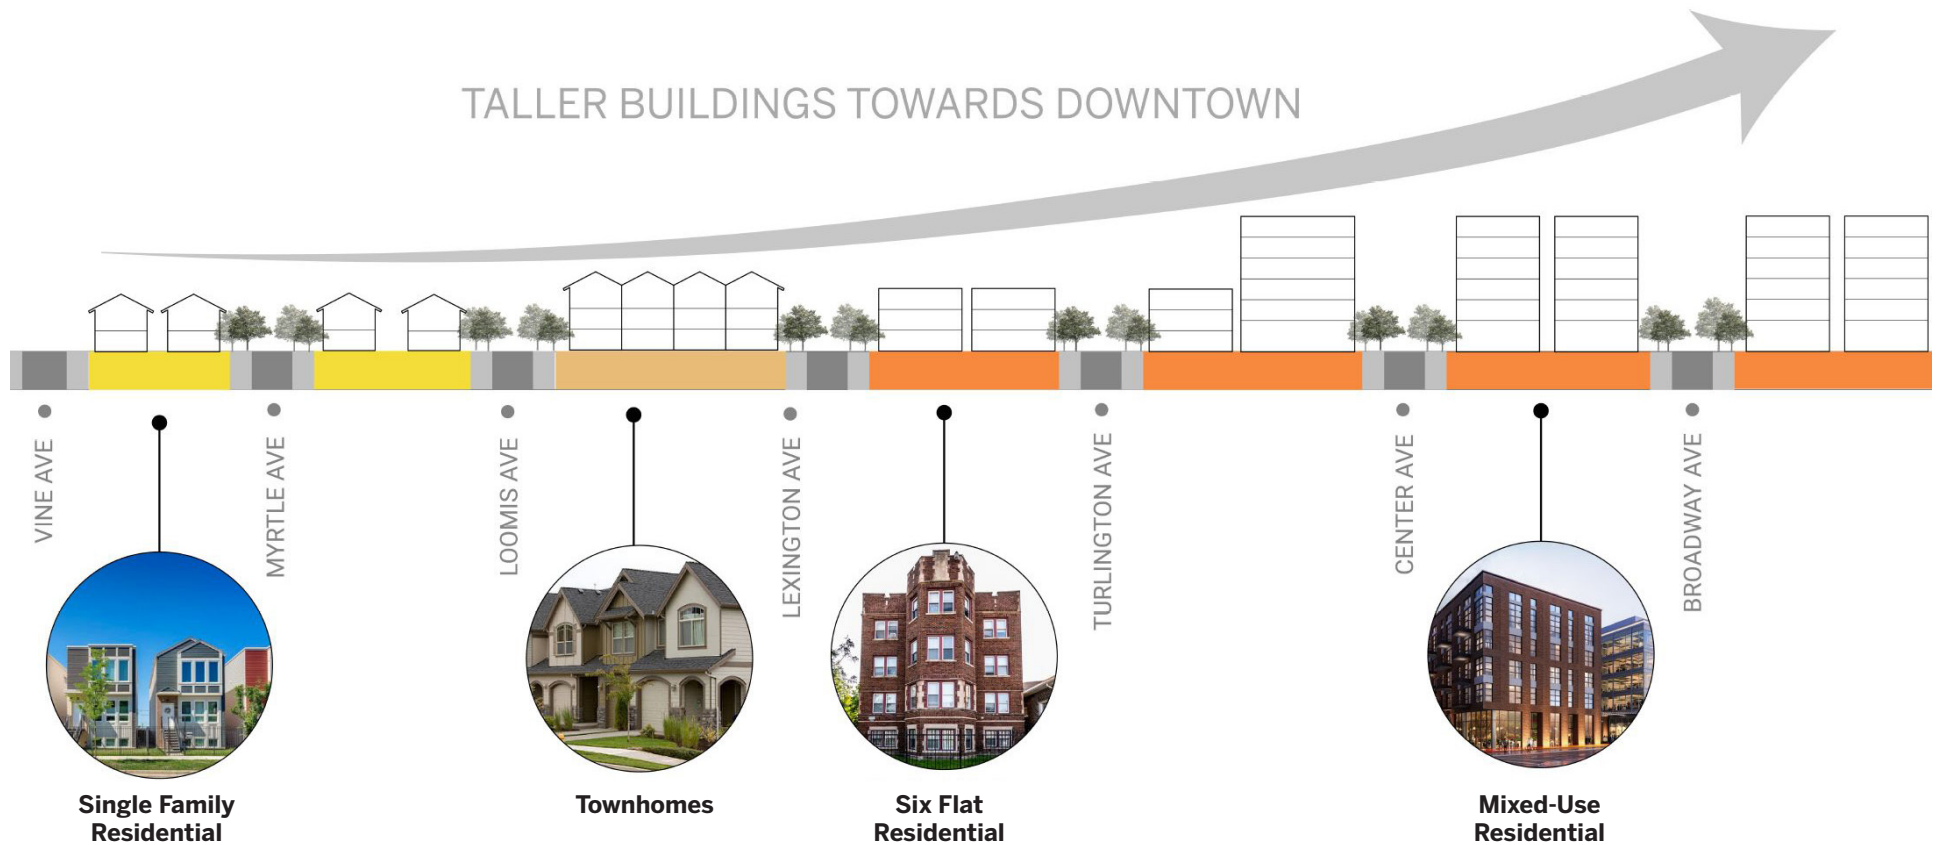 TALLER BUILDINGS TOWARDS DOWNTOWN
VINE AVE
MYRTLE AVE
LOOMIS AVE
LEXINGTON AVE
TURLINGTON AVE
CENTER AVE
BROADWAY AVE
Single Family
Residential
Townhomes
Six Flat
Residential
Mixed-Use
Residential